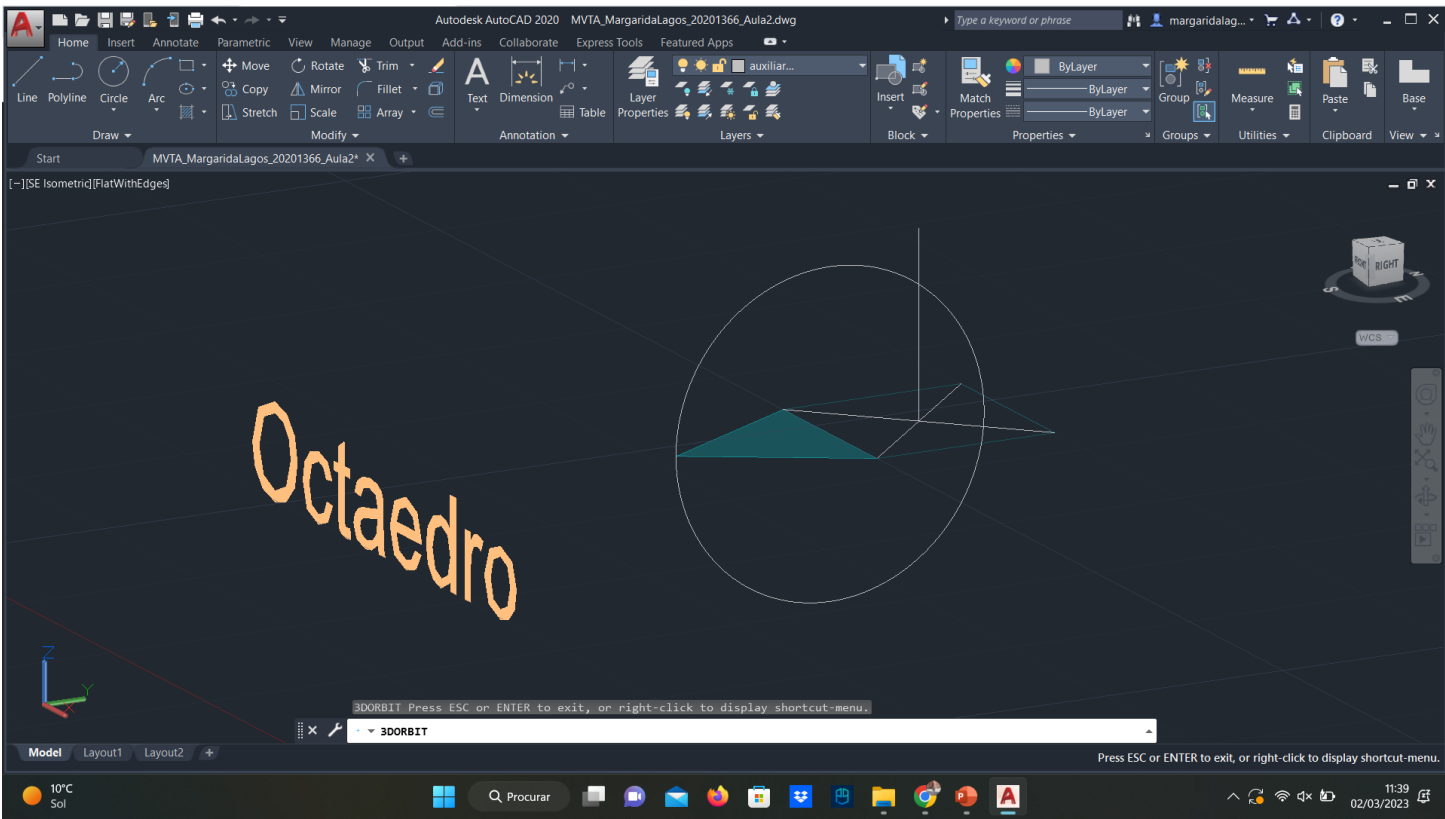 Autodesk AutoCAD 2020 MVTA_MargaridaLagos_20201366_Aula2.dwg
Type a keyword or phrase
margaridalag...
Home Insert Annotate Parametric View Manage Output Add-ins Collaborate Express Tools Featured Apps
Move Rotate Trim auxiliar... ByLayer
Line Polyline Circle Arc Copy Mirror Fillet Text Dimension Layer Properties Insert Match Properties ByLayer Group Measure Paste Base
Stretch Scale Array Table ByLayer
Draw Modify Annotation Layers Block Properties Groups Utilities Clipboard View
Start MVTA_MargaridaLagos_20201366_Aula2*
[−][SE Isometric][FlatWithEdges]
RIGHT
S E
WCS
Octaedro
Z
Y
X
3DORBIT Press ESC or ENTER to exit, or right-click to display shortcut-menu.
3DORBIT
Model Layout1 Layout2 +
Press ESC or ENTER to exit, or right-click to display shortcut-menu.
10°C
Sol
Procurar
11:39
02/03/2023